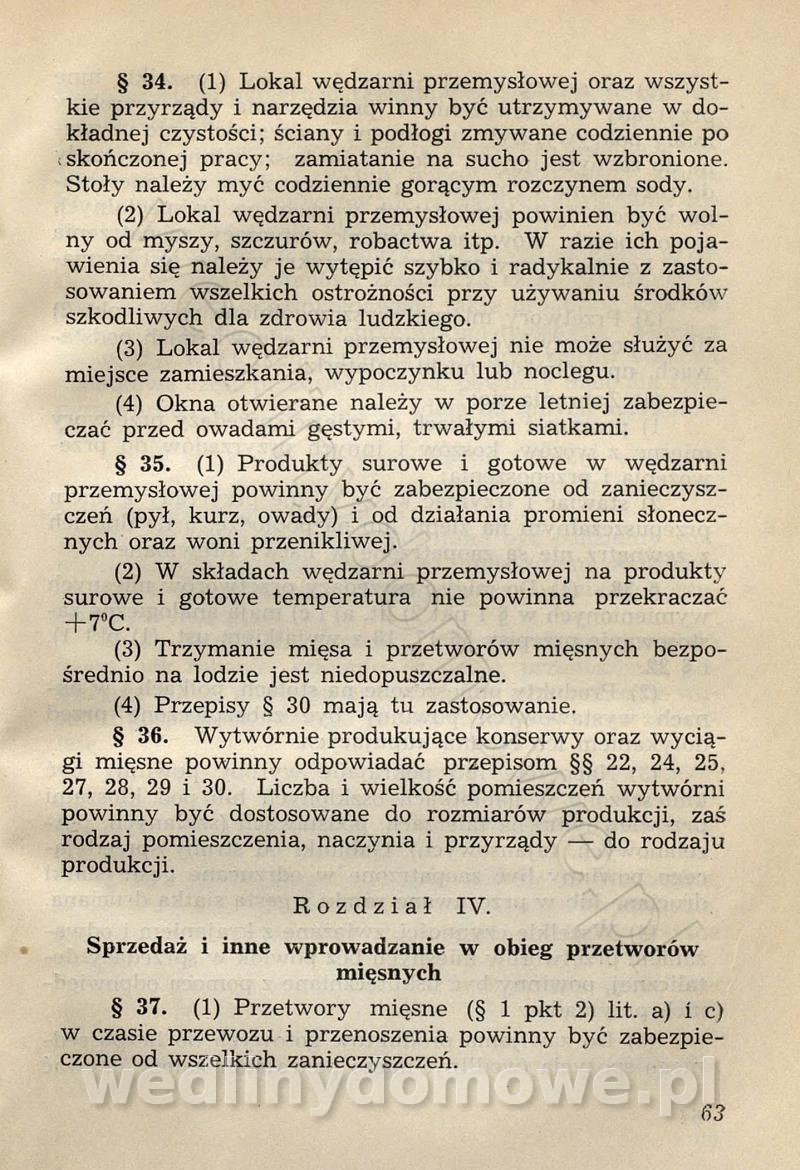 § 34. (1) Lokal wędzarni przemysłowej oraz wszyst-
kie przyrządy i narzędzia winny być utrzymywane w do-
kładnej czystości; ściany i podłogi zmywane codziennie po
skończonej pracy; zamiatanie na sucho jest wzbronione.
Stoły należy myć codziennie gorącym rozczynem sody.
(2) Lokal wędzarni przemysłowej powinien być wol-
ny od myszy, szczurów, robactwa itp. W razie ich poja-
wienia się należy je wytępić szybko i radykalnie z zasto-
sowaniem wszelkich ostrożności przy używaniu środków
szkodliwych dla zdrowia ludzkiego.
(3) Lokal wędzarni przemysłowej nie może służyć za
miejsce zamieszkania, wypoczynku lub noclegu.
(4) Okna otwierane należy w porze letniej zabezpie-
czać przed owadami gęstymi, trwałymi siatkami.
§ 35. (1) Produkty surowe i gotowe w wędzarni
przemysłowej powinny być zabezpieczone od zanieczysz-
czeń (pył, kurz, owady) i od działania promieni słonecz-
nych oraz woni przenikliwej.
(2) W składach wędzarni przemysłowej na produkty
surowe i gotowe temperatura nie powinna przekraczać
+7°C.
(3) Trzymanie mięsa i przetworów mięsnych bezpo-
średnio na lodzie jest niedopuszczalne.
(4) Przepisy § 30 mają tu zastosowanie.
§ 36. Wytwórnie produkujące konserwy oraz wycią-
gi mięsne powinny odpowiadać przepisom §§ 22, 24, 25,
27, 28, 29 i 30. Liczba i wielkość pomieszczeń wytwórni
powinny być dostosowane do rozmiarów produkcji, zaś
rodzaj pomieszczenia, naczynia i przyrządy — do rodzaju
produkcji.
Rozdział IV.
Sprzedaż i inne wprowadzanie w obieg przetworów
mięsnych
§ 37. (1) Przetwory mięsne (§ 1 pkt 2) lit. a) i c)
w czasie przewozu i przenoszenia powinny być zabezpie-
czone od wszelkich zanieczyszczeń.
wedlinydomowe.pl
63